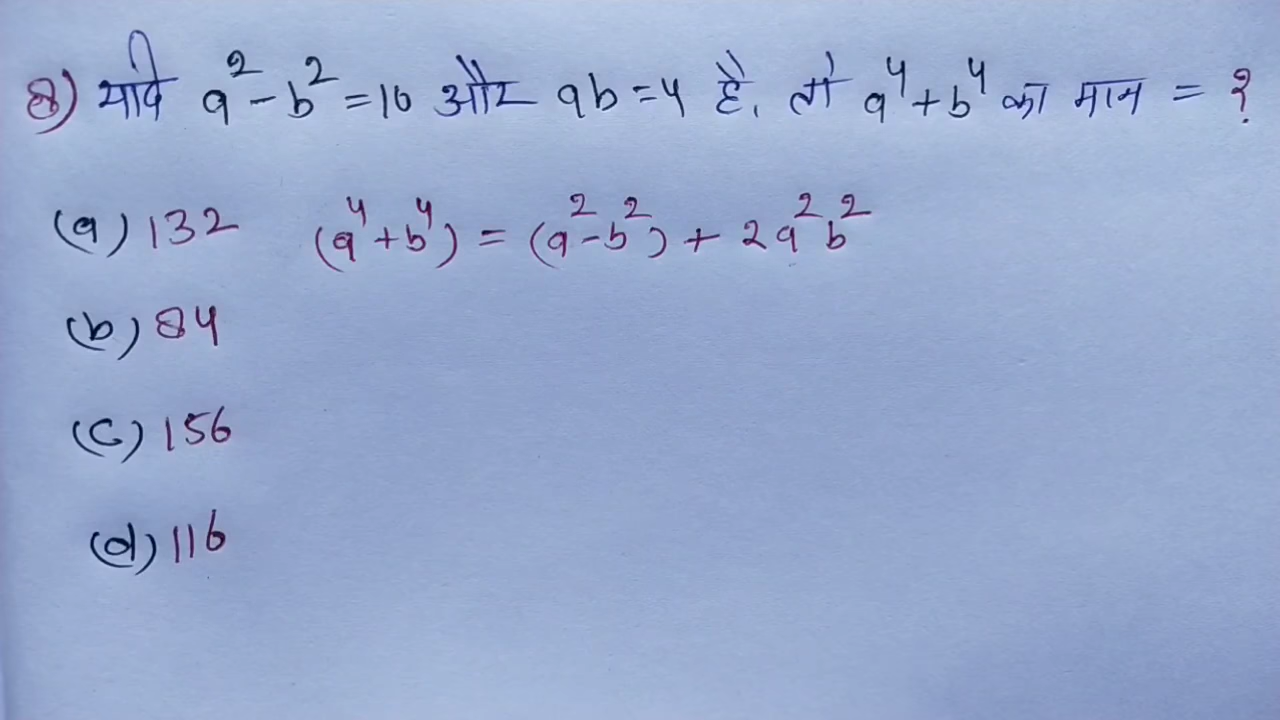 8) यदि a²-b²=10 और ab=4 है. तो a⁴+b⁴ का मान = ?
(a) 132 (a⁴+b⁴) = (a²-b²) + 2a²b²
(b) 84
(c) 156
(d) 116